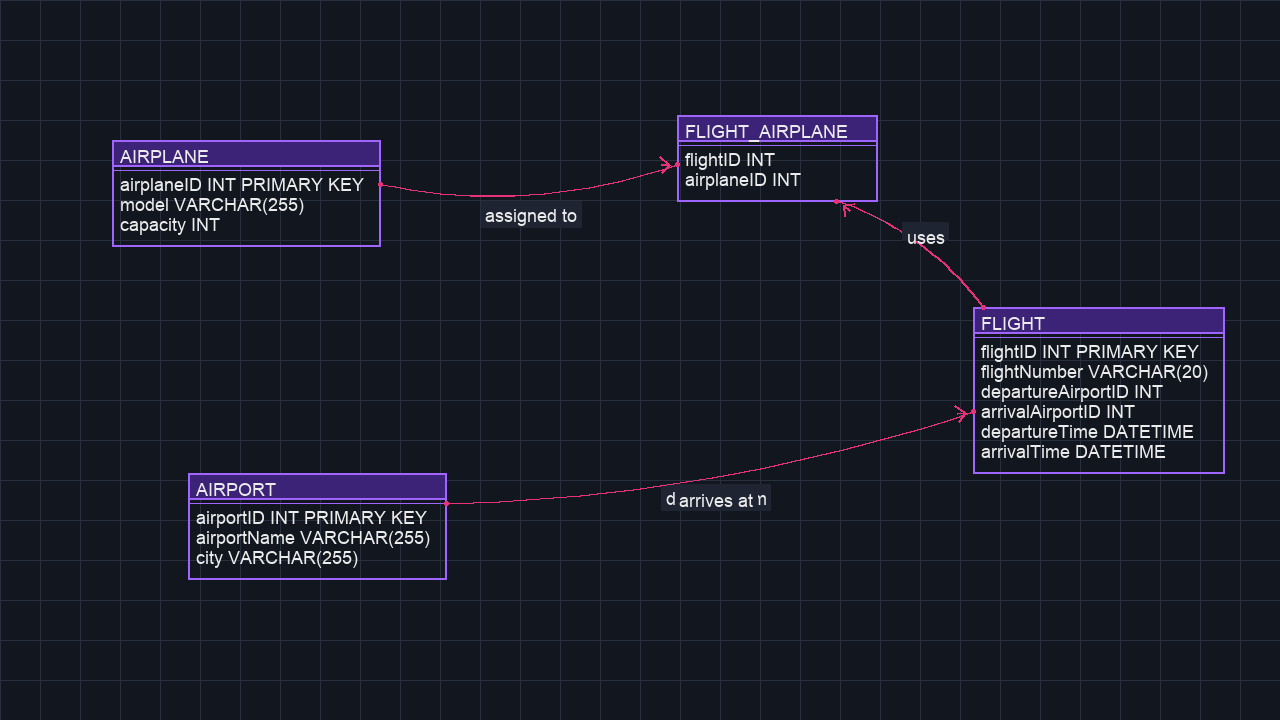 AIRPLANE
airplaneID INT PRIMARY KEY
model VARCHAR(255)
capacity INT
assigned to
FLIGHT_AIRPLANE
flightID INT
airplaneID INT
uses
FLIGHT
flightID INT PRIMARY KEY
flightNumber VARCHAR(20)
departureAirportID INT
arrivalAirportID INT
departureTime DATETIME
arrivalTime DATETIME
AIRPORT
airportID INT PRIMARY KEY
airportName VARCHAR(255)
city VARCHAR(255)
arrives at